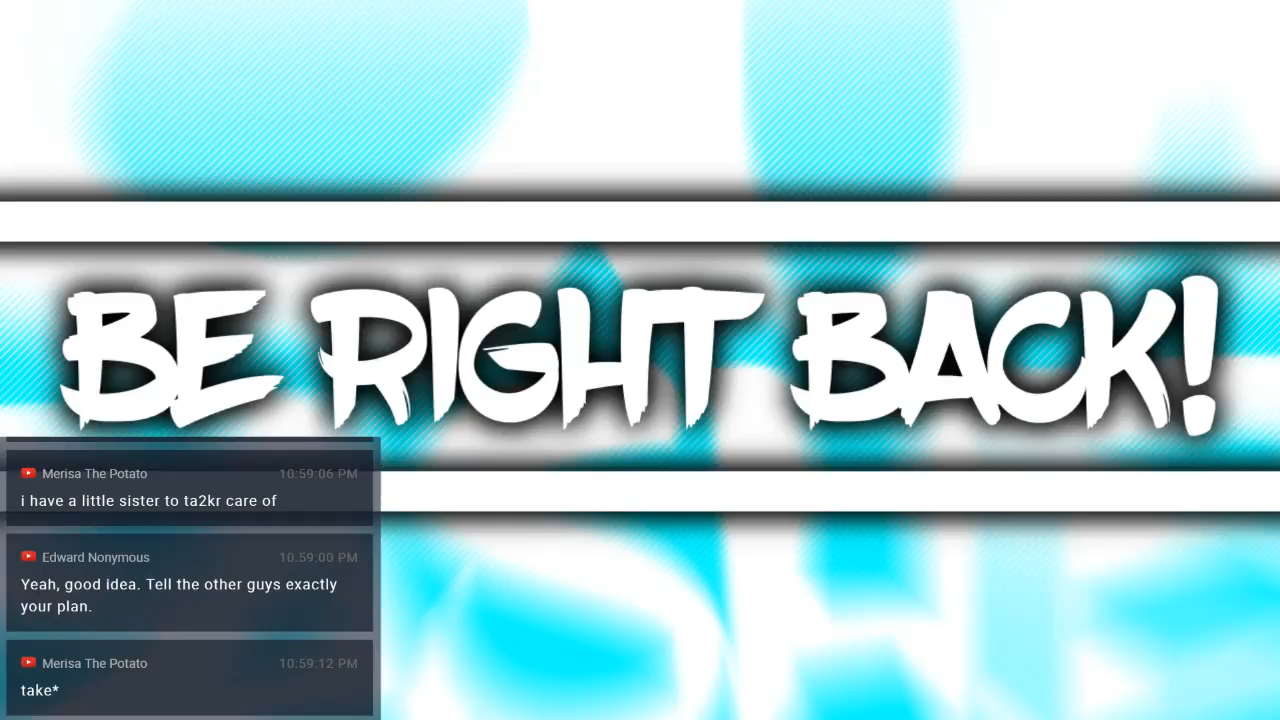 BE RIGHT BACK!
Merisa The Potato 10:59:06 PM
i have a little sister to ta2kr care of
Edward Nonymous 10:59:00 PM
Yeah, good idea. Tell the other guys exactly
your plan.
Merisa The Potato 10:59:12 PM
take*